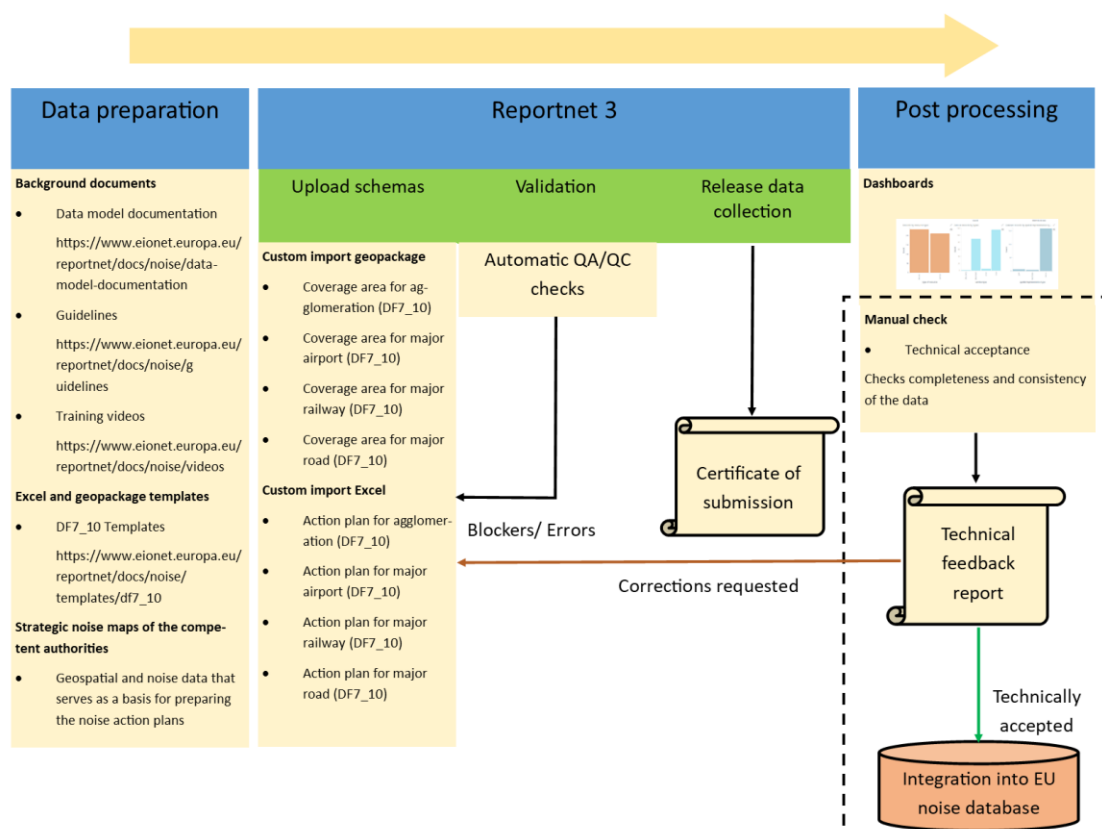 Data preparation
Background documents
• Data model documentation
https://www.eionet.europa.eu/
reportnet/docs/noise/data-
model-documentation
• Guidelines
https://www.eionet.europa.eu/
reportnet/docs/noise/g
uidelines
• Training videos
https://www.eionet.europa.eu/
reportnet/docs/noise/videos
Excel and geopackage templates
• DF7_10 Templates
https://www.eionet.europa.eu/
reportnet/docs/noise/
templates/df7_10
Strategic noise maps of the compe-
tent authorities
• Geospatial and noise data that
serves as a basis for preparing
the noise action plans
Reportnet 3
Upload schemas
Custom import geopackage
• Coverage area for ag-
glomeration (DF7_10)
• Coverage area for major
airport (DF7_10)
• Coverage area for major
railway (DF7_10)
• Coverage area for major
road (DF7_10)
Custom import Excel
• Action plan for agglomer-
ation (DF7_10)
• Action plan for major
airport (DF7_10)
• Action plan for major
railway (DF7_10)
• Action plan for major
road (DF7_10)
Validation
Automatic QA/QC
checks
Blockers/ Errors
Release data
collection
Certificate of
submission
Corrections requested
Post processing
Dashboards
Manual check
• Technical acceptance
Checks completeness and consistency
of the data
Technical
feedback
report
Technically
accepted
Integration into EU
noise database